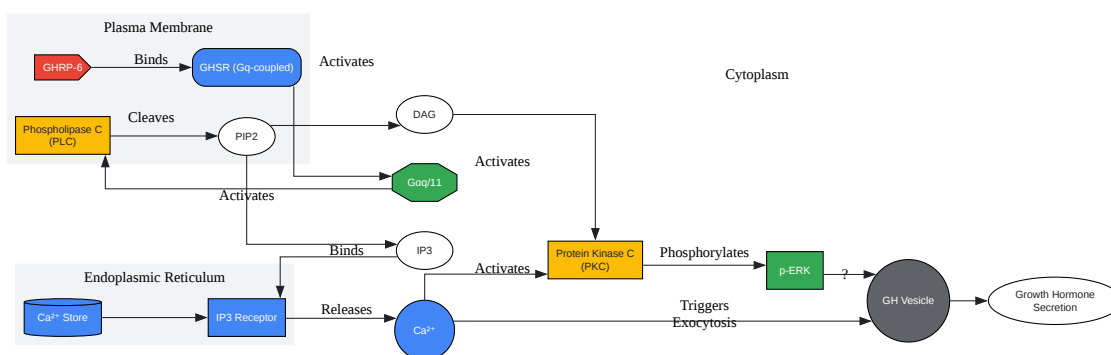 Plasma Membrane
GHRP-6
Binds
GHSR (Gq-coupled)
Activates
Cytoplasm
Phospholipase C
(PLC)
Cleaves
PIP2
DAG
Activates
Gαq/11
Activates
IP3
Binds
Protein Kinase C
(PKC)
Phosphorylates
p-ERK
?
Activates
Endoplasmic Reticulum
Ca²⁺ Store
IP3 Receptor
Releases
Ca²⁺
Triggers
Exocytosis
GH Vesicle
Growth Hormone
Secretion